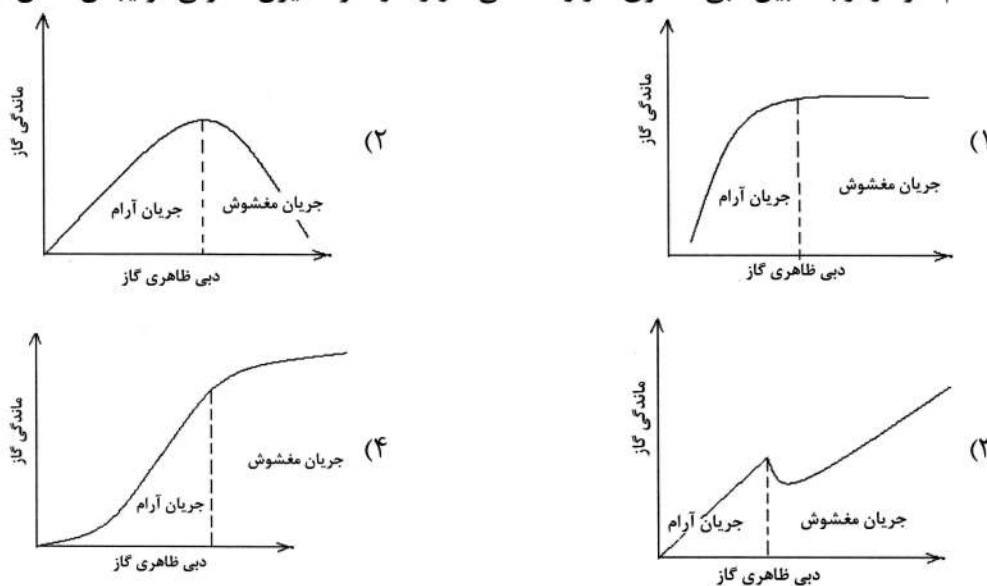 ماندگی گاز
۱)
جریان آرام
جریان مغشوش
دبی ظاهری گاز
ماندگی گاز
۲)
جریان آرام
جریان مغشوش
دبی ظاهری گاز
ماندگی گاز
جریان آرام
جریان مغشوش
دبی ظاهری گاز
ماندگی گاز
۴)
جریان آرام
جریان مغشوش
دبی ظاهری گاز